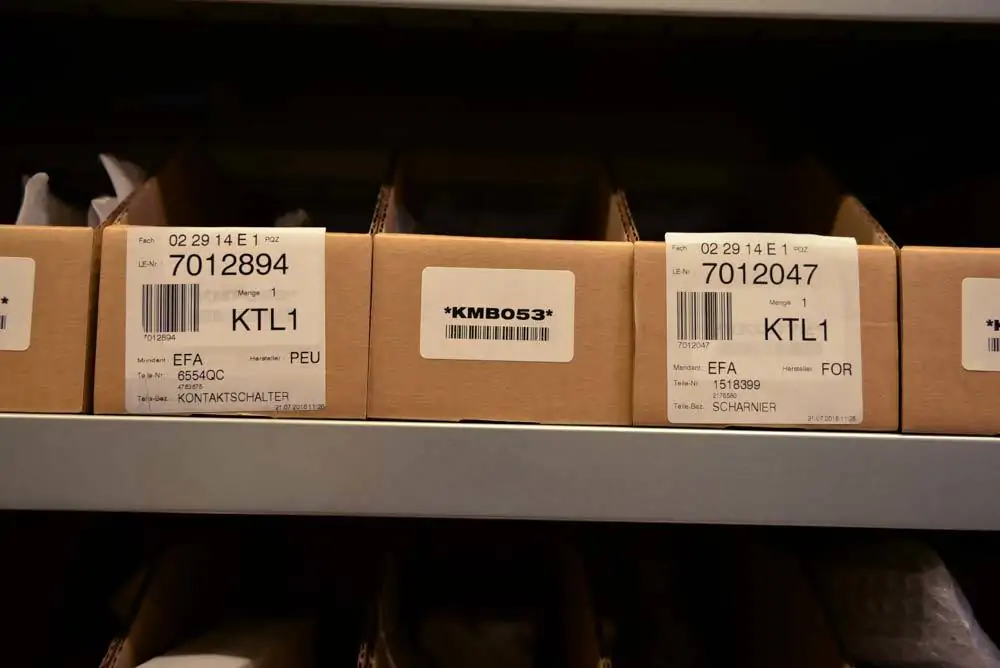 Fach 02 29 14 E 1 PQZ
LE-Nr. 7012894
Menge 1
KTL1
7012894
Mandant: EFA Hersteller: PEU
Teile-Nr: 6554QC
Teile-Bez. KONTAKTSCHALTER
*KMB053*
Fach 02 29 14 E 1 PQZ
LE-Nr. 7012047
Menge 1
KTL1
7012047
Mandant: EFA Hersteller: FOR
Teile-Nr: 1518399
Teile-Bez. SCHARNIER